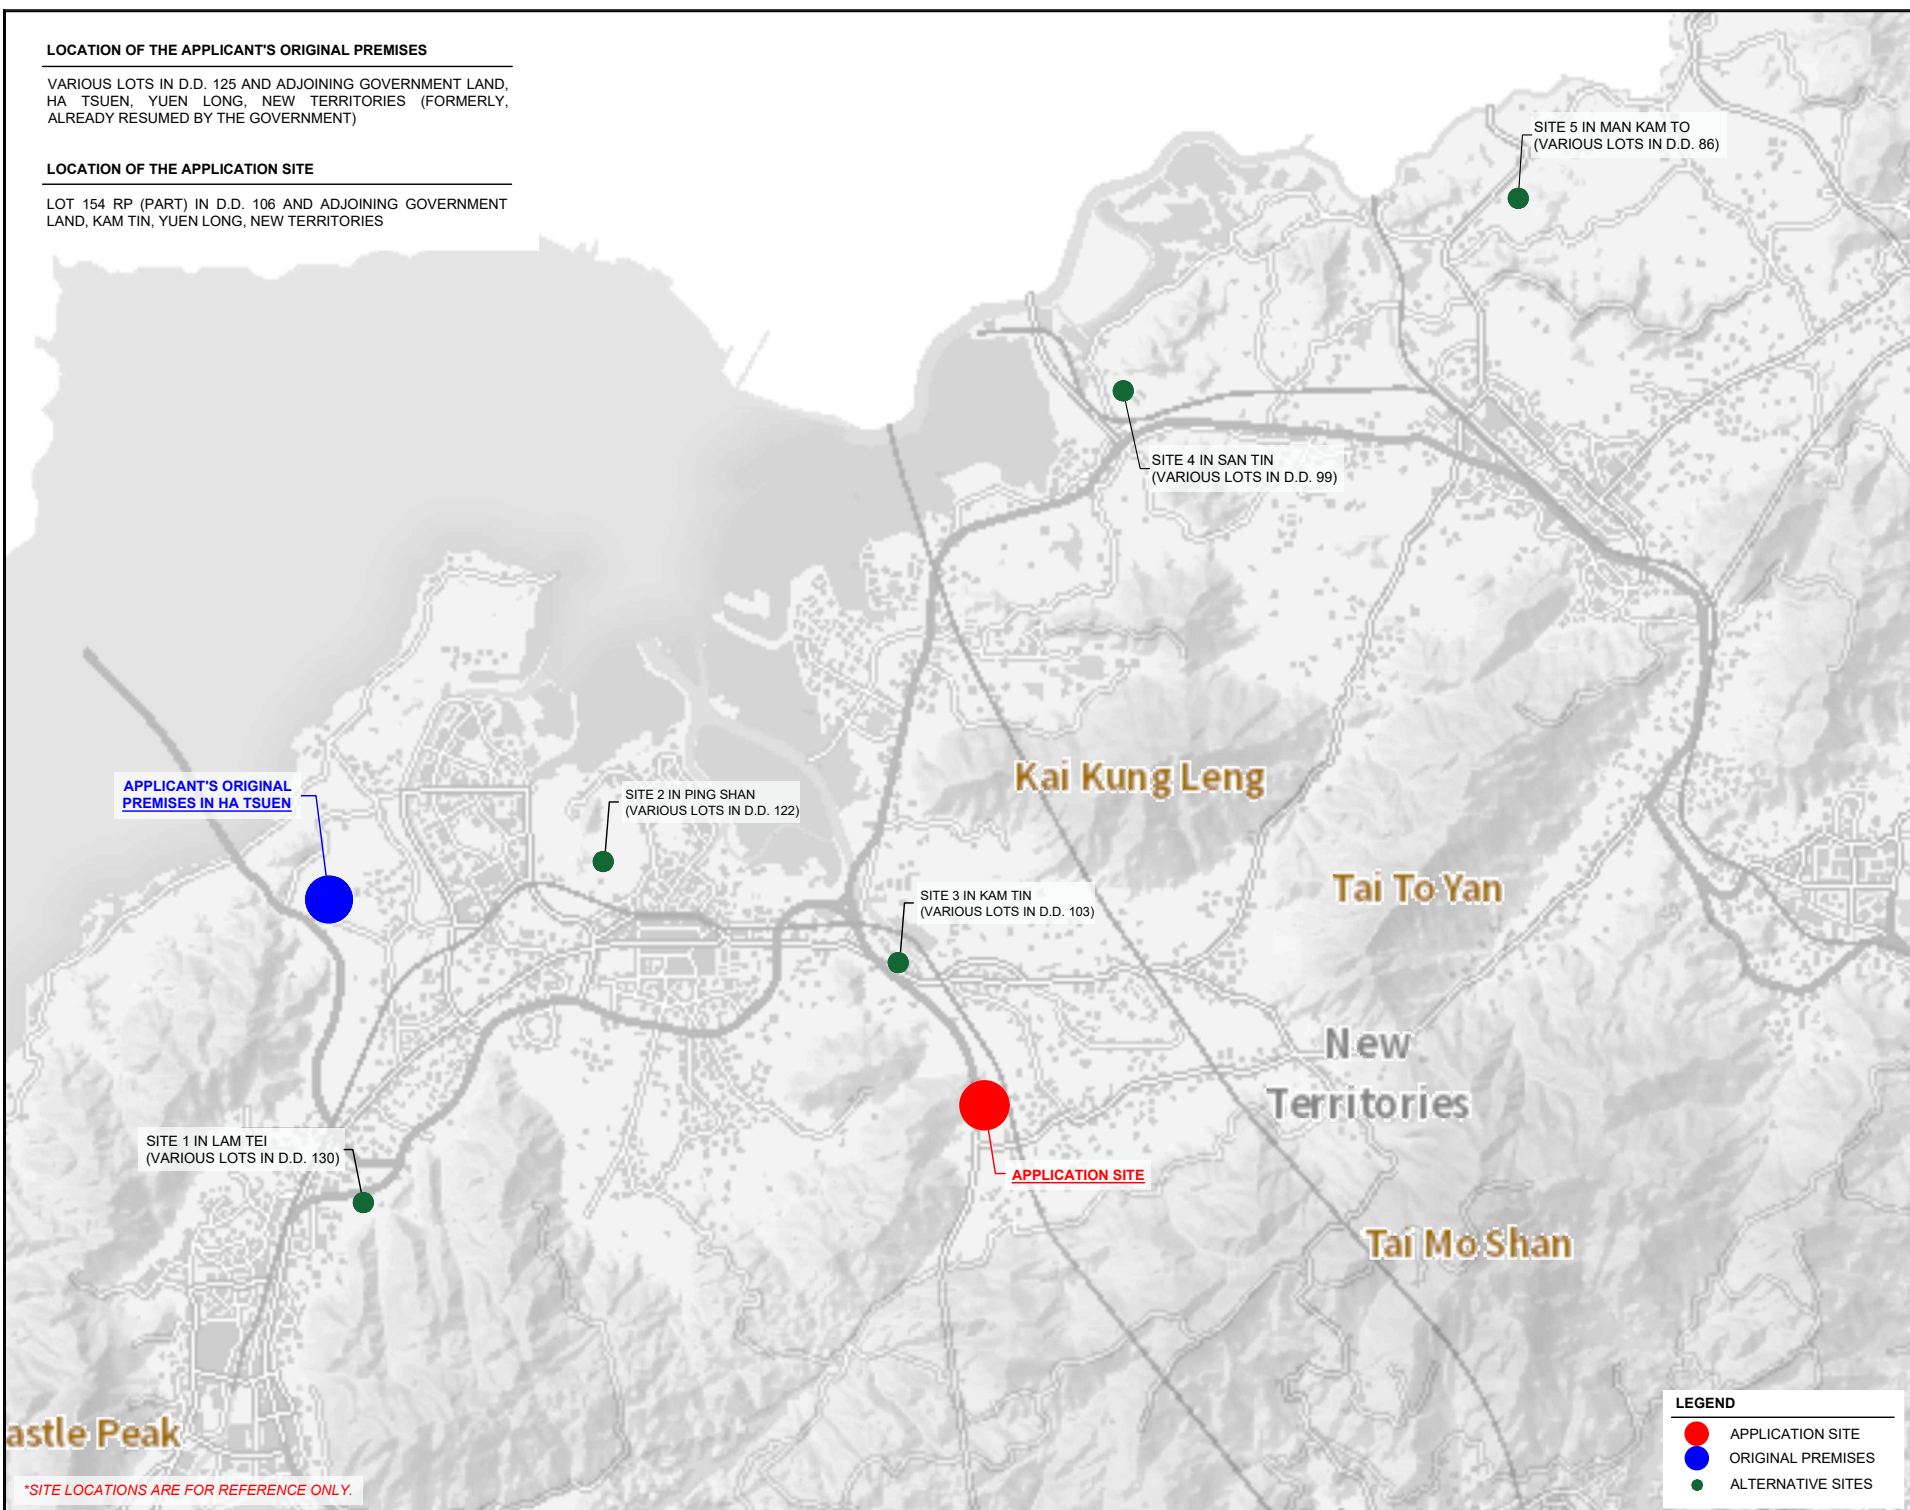 LOCATION OF THE APPLICANT'S ORIGINAL PREMISES
VARIOUS LOTS IN D.D. 125 AND ADJOINING GOVERNMENT LAND,
HA TSUEN, YUEN LONG, NEW TERRITORIES (FORMERLY,
ALREADY RESUMED BY THE GOVERNMENT)
LOCATION OF THE APPLICATION SITE
LOT 154 RP (PART) IN D.D. 106 AND ADJOINING GOVERNMENT
LAND, KAM TIN, YUEN LONG, NEW TERRITORIES
SITE 5 IN MAN KAM TO
(VARIOUS LOTS IN D.D. 86)
SITE 4 IN SAN TIN
(VARIOUS LOTS IN D.D. 99)
Kai Kung Leng
APPLICANT'S ORIGINAL
PREMISES IN HA TSUEN
SITE 2 IN PING SHAN
(VARIOUS LOTS IN D.D. 122)
Tai To Yan
SITE 3 IN KAM TIN
(VARIOUS LOTS IN D.D. 103)
New
Territories
SITE 1 IN LAM TEI
(VARIOUS LOTS IN D.D. 130)
APPLICATION SITE
Tai Mo Shan
astle Peak
LEGEND
APPLICATION SITE
ORIGINAL PREMISES
ALTERNATIVE SITES
*SITE LOCATIONS ARE FOR REFERENCE ONLY.